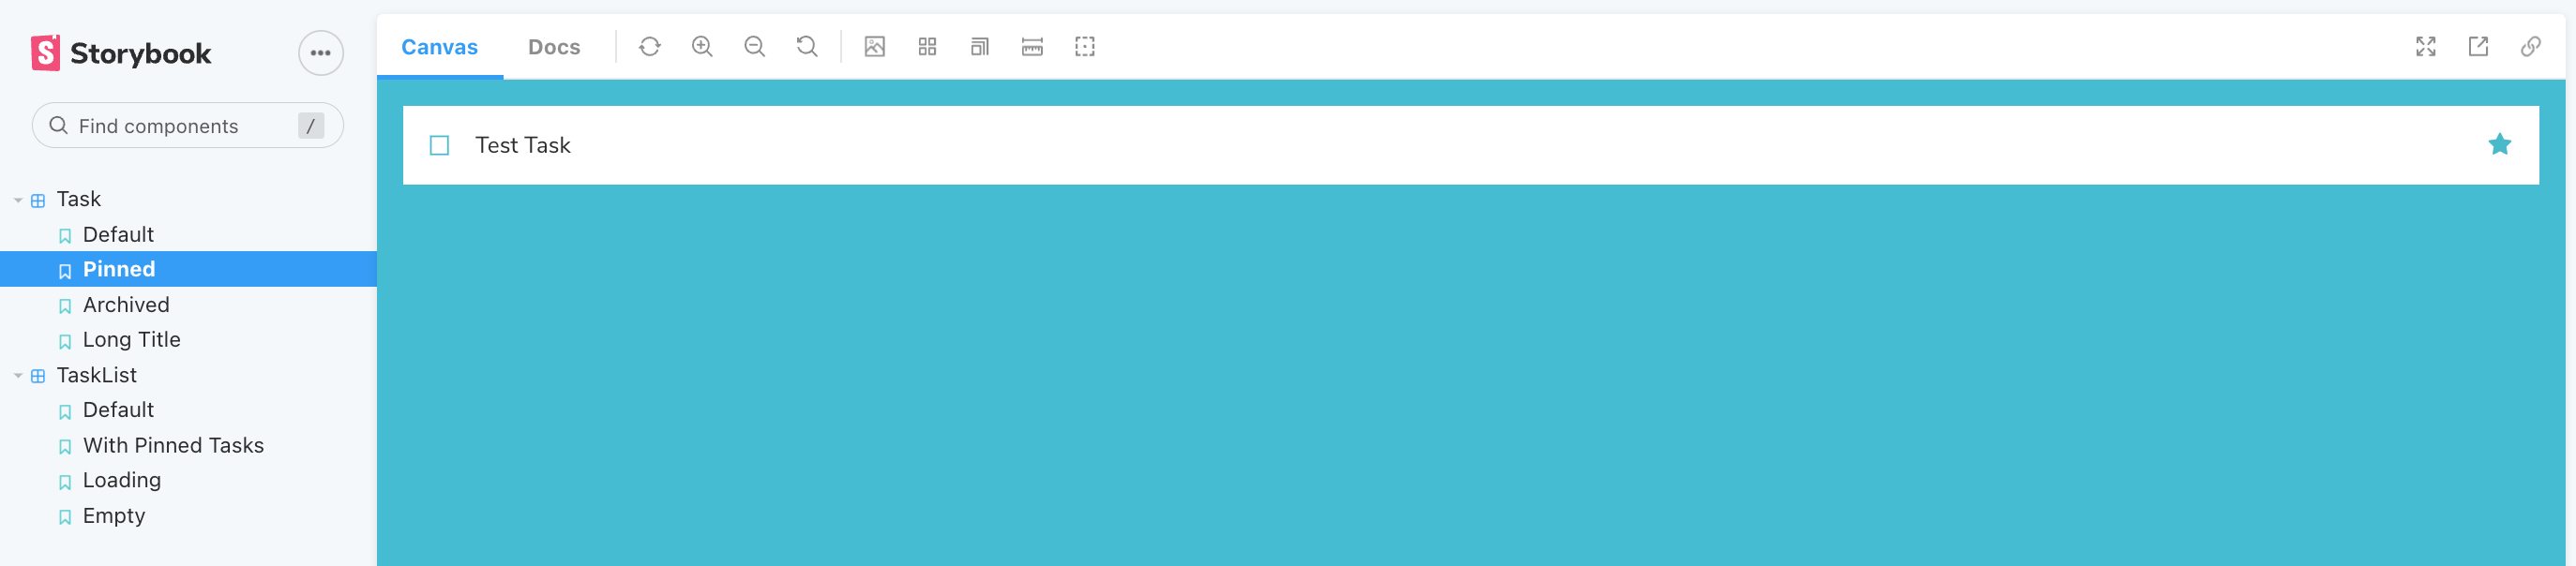 Storybook
Find components /
Task
Default
Pinned
Archived
Long Title
TaskList
Default
With Pinned Tasks
Loading
Empty
Canvas Docs
Test Task